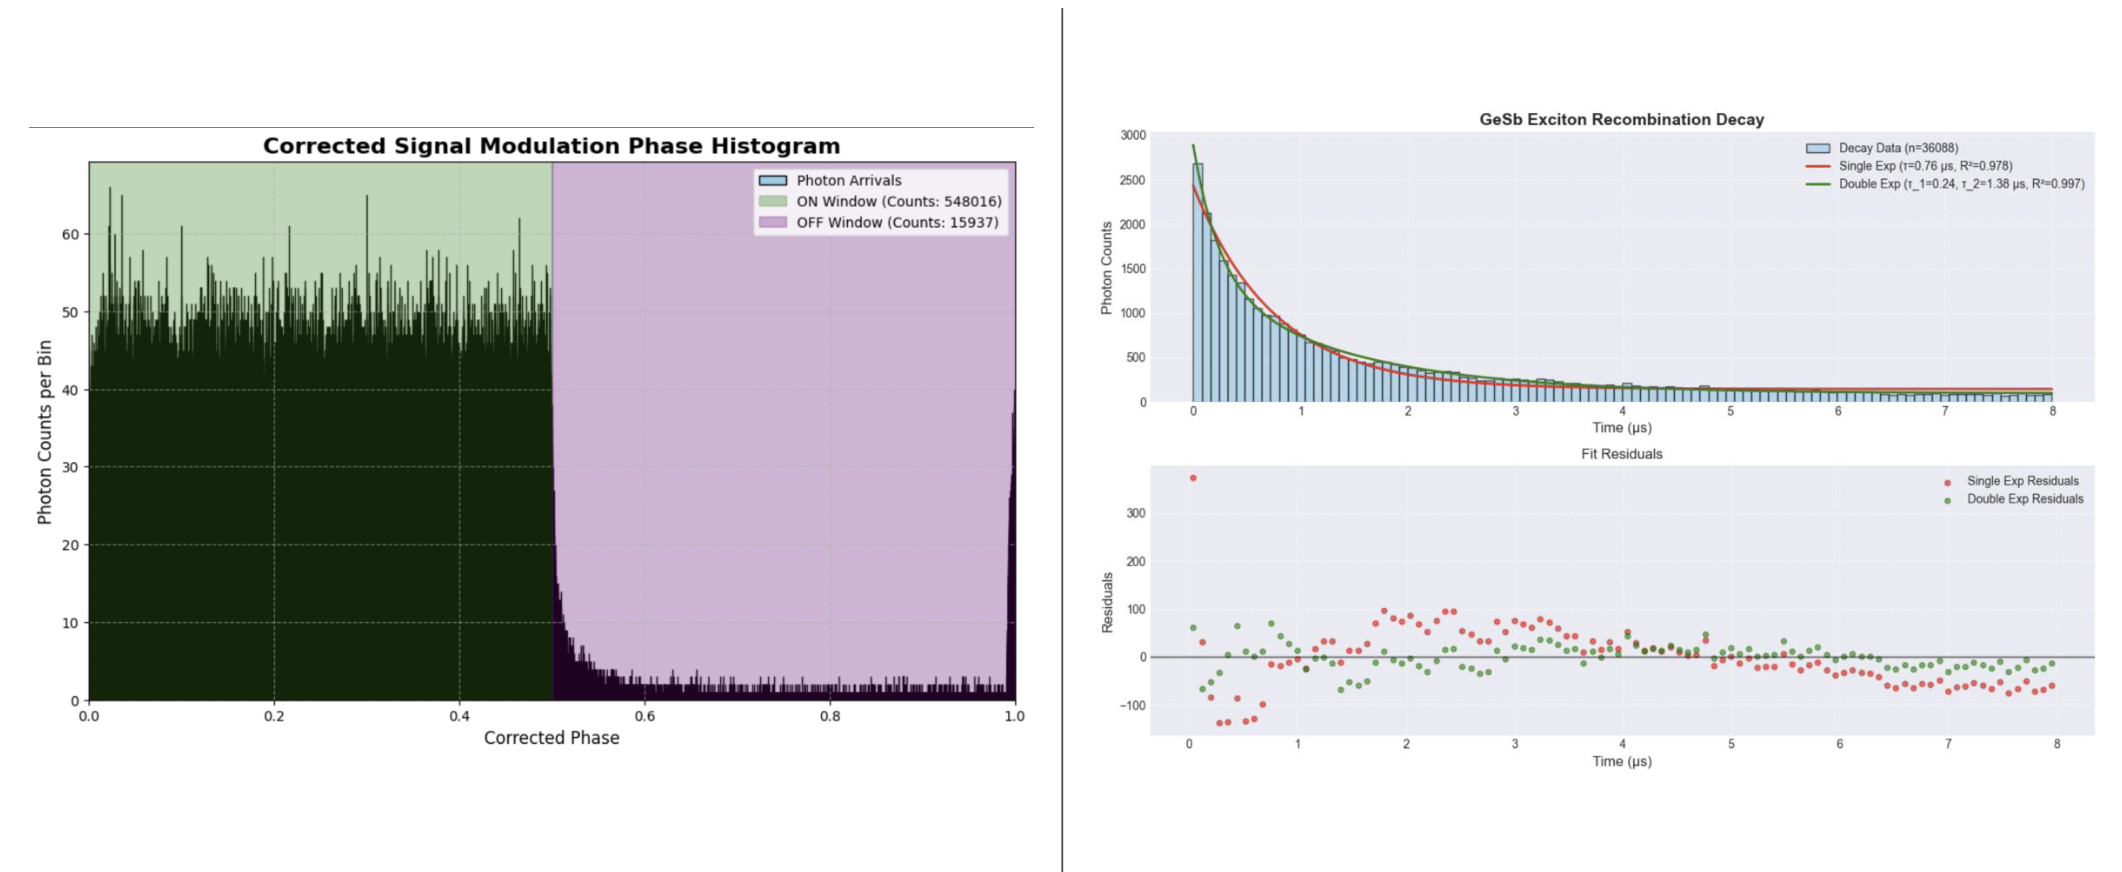 Corrected Signal Modulation Phase Histogram
Photon Arrivals
ON Window (Counts: 548016)
OFF Window (Counts: 15937)
60
50
40
30
20
10
0
Photon Counts per Bin
0.0 0.2 0.4 0.6 0.8 1.0
Corrected Phase
GeSb Exciton Recombination Decay
Decay Data (n=36088)
Single Exp (τ=0.76 μs, R²=0.978)
Double Exp (τ_1=0.24, τ_2=1.38 μs, R²=0.997)
3000
2500
2000
1500
1000
500
0
Photon Counts
0 1 2 3 4 5 6 7 8
Time (μs)
Fit Residuals
Single Exp Residuals
Double Exp Residuals
300
200
100
0
−100
Residuals
0 1 2 3 4 5 6 7 8
Time (μs)